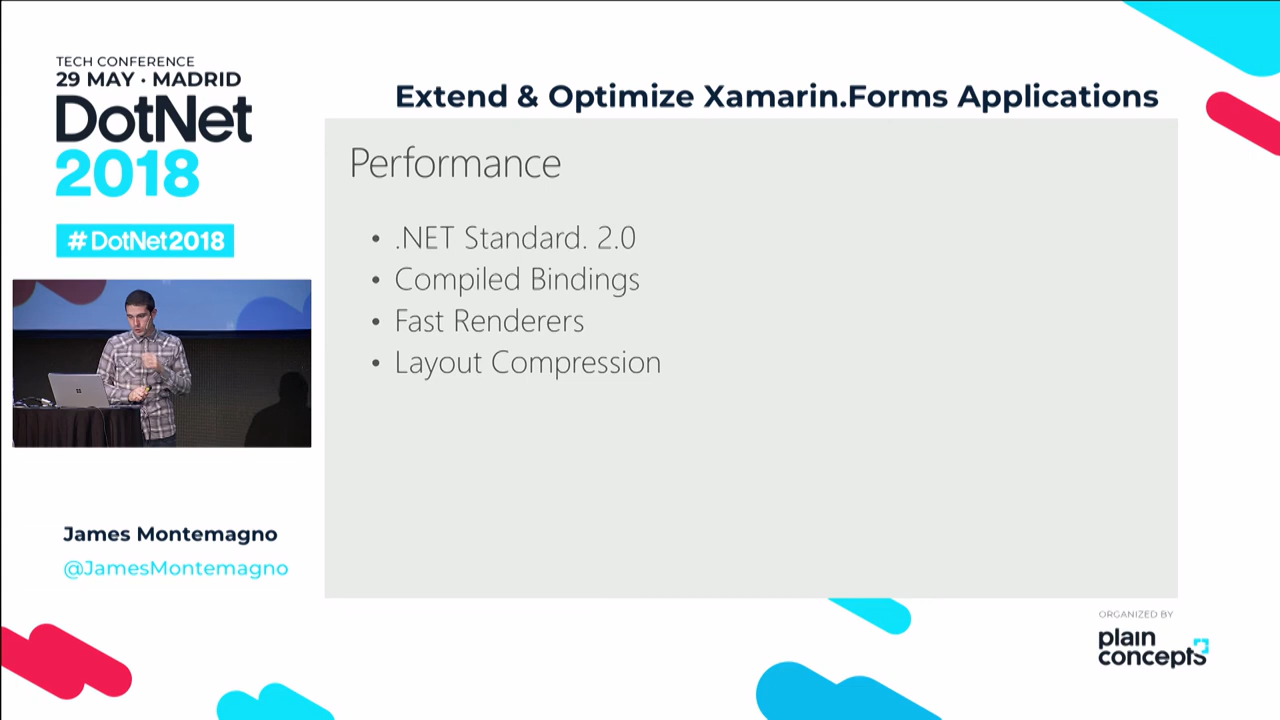 TECH CONFERENCE
29 MAY · MADRID
DotNet
2018
#DotNet2018
Extend & Optimize Xamarin.Forms Applications
Performance
• .NET Standard. 2.0
• Compiled Bindings
• Fast Renderers
• Layout Compression
James Montemagno
@JamesMontemagno
ORGANIZED BY
plain
concepts